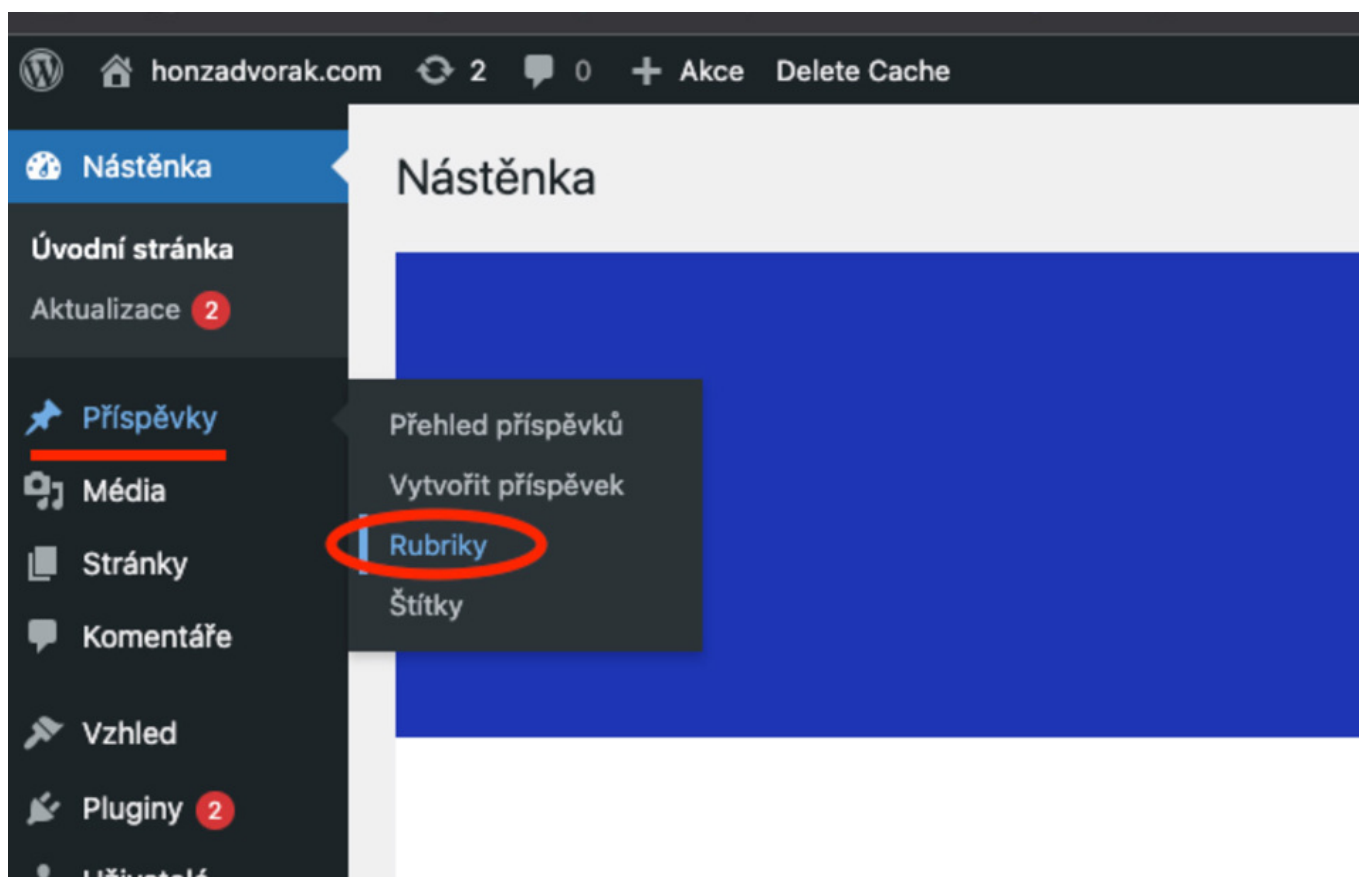 honzadvorak.com 2 0 + Akce Delete Cache
Nástěnka
Úvodní stránka
Aktualizace 2
Příspěvky
Média
Stránky
Komentáře
Vzhled
Pluginy 2
Nástěnka
Přehled příspěvků
Vytvořit příspěvek
Rubriky
Štítky